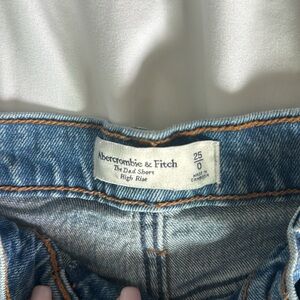 Abercrombie & Fitch
The Dad Short
High Rise
25
0